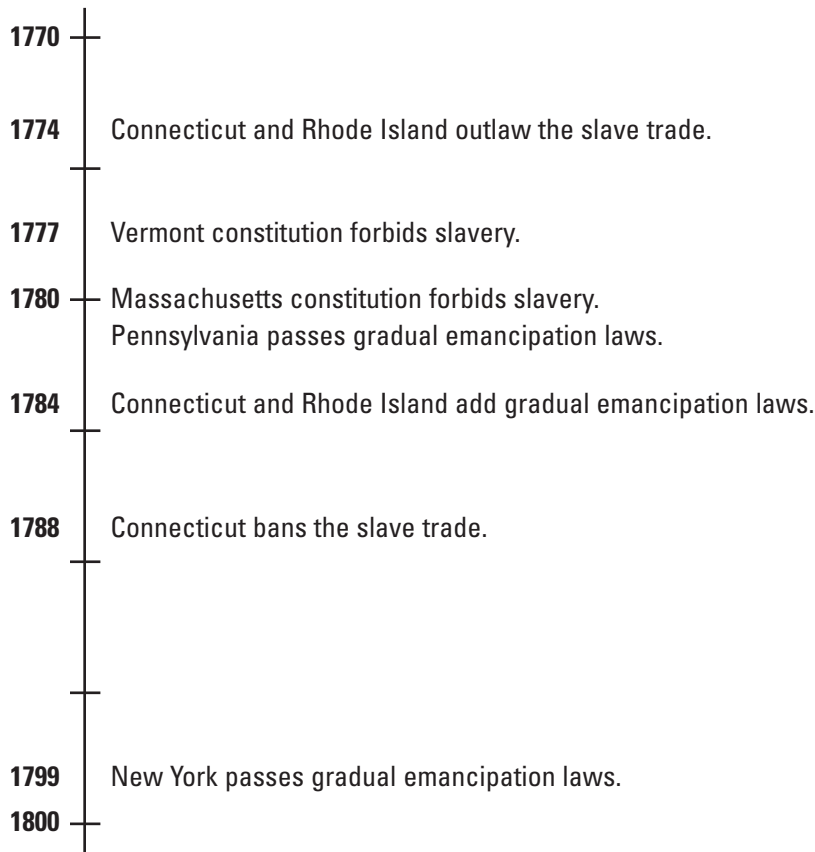 1770
1774 Connecticut and Rhode Island outlaw the slave trade.
1777 Vermont constitution forbids slavery.
1780 Massachusetts constitution forbids slavery.
Pennsylvania passes gradual emancipation laws.
1784 Connecticut and Rhode Island add gradual emancipation laws.
1788 Connecticut bans the slave trade.
1799 New York passes gradual emancipation laws.
1800